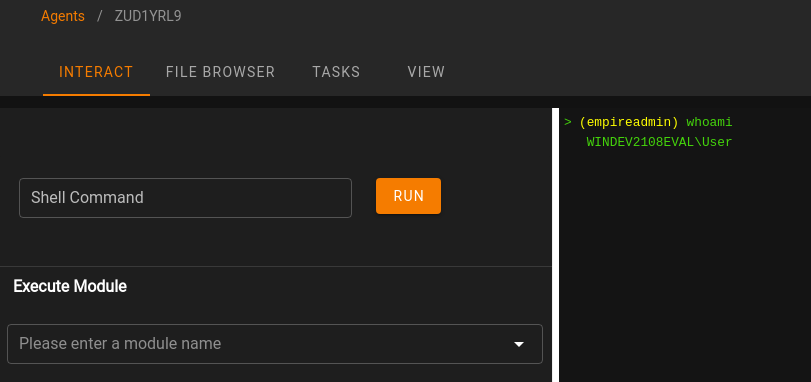 Agents / ZUD1YRL9
INTERACT FILE BROWSER TASKS VIEW
Shell Command
RUN
Execute Module
Please enter a module name
> (empireadmin) whoami
WINDEV2108EVAL\User